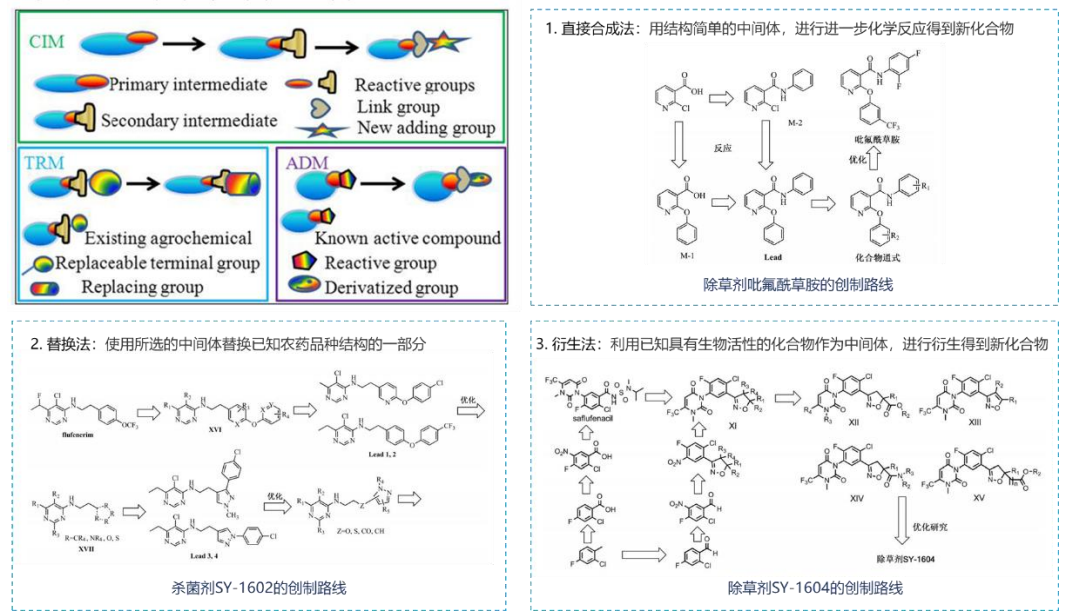 CIM
Primary intermediate
Reactive groups
Link group
Secondary intermediate
New adding group
TRM
Existing agrochemical
Replaceable terminal group
Replacing group
ADM
Known active compound
Reactive group
Derivatized group
1. 直接合成法：用结构简单的中间体，进行进一步化学反应得到新化合物
M-2
吡氟酰草胺
反应
优化
M-1
Lead
化合物通式
除草剂吡氟酰草胺的创制路线
2. 替换法：使用所选的中间体替换已知农药品种结构的一部分
flufenerim
XVI
优化
Lead 1, 2
XVII
R=CR₄, NR₄, O, S
Lead 3, 4
优化
Z=O, S, CO, CH
杀菌剂SY-1602的创制路线
3. 衍生法：利用已知具有生物活性的化合物作为中间体，进行衍生得到新化合物
saflufenacil
XI
XII
XIII
XIV
XV
优化研究
除草剂SY-1604
除草剂SY-1604的创制路线